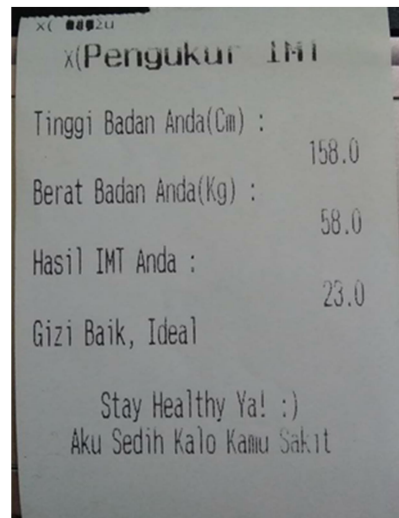 x(Pengukur IMT
Tinggi Badan Anda(Cm) :
158.0
Berat Badan Anda(Kg) :
58.0
Hasil IMT Anda :
23.0
Gizi Baik, Ideal
Stay Healthy Ya! :)
Aku Sedih Kalo Kamu Sakit